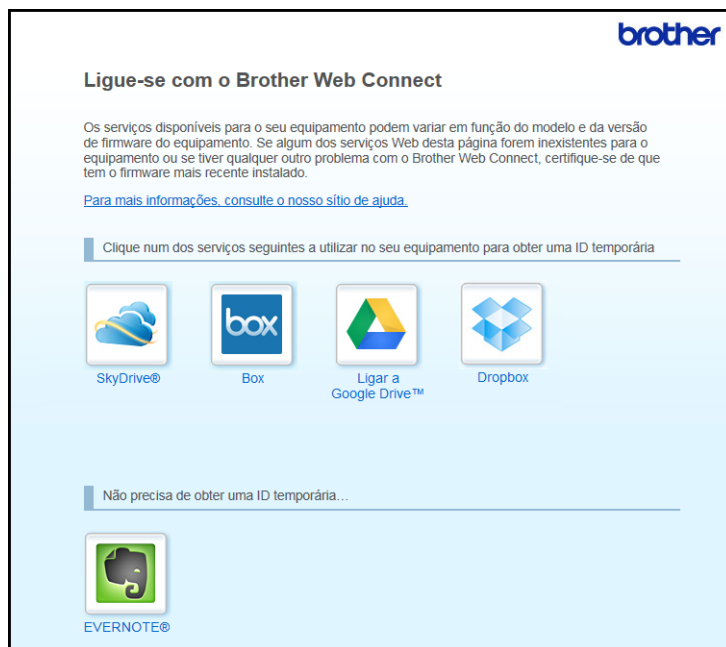 brother
Ligue-se com o Brother Web Connect
Os serviços disponíveis para o seu equipamento podem variar em função do modelo e da versão
de firmware do equipamento. Se algum dos serviços Web desta página forem inexistentes para o
equipamento ou se tiver qualquer outro problema com o Brother Web Connect, certifique-se de que
tem o firmware mais recente instalado.
Para mais informações, consulte o nosso sítio de ajuda.
Clique num dos serviços seguintes a utilizar no seu equipamento para obter uma ID temporária
box
SkyDrive®
Box
Ligar a
Google Drive™
Dropbox
Não precisa de obter uma ID temporária…
EVERNOTE®